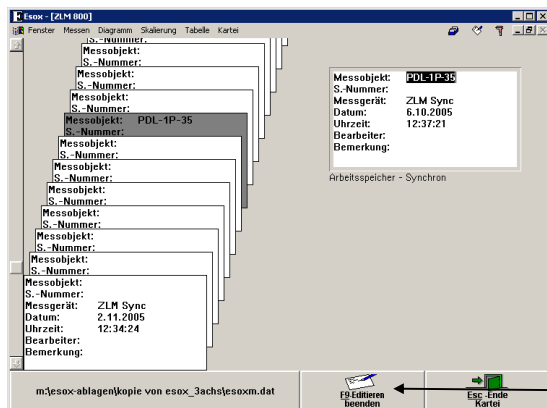 Esox - [ZLM 800]
Fenster Messen Diagramm Skalierung Tabelle Kartei
S.-Nummer:
Messobjekt:
S.-Nummer:
Messobjekt:
S.-Nummer:
Messobjekt:
S.-Nummer:
Messobjekt: PDL-1P-35
S.-Nummer:
Messobjekt:
S.-Nummer:
Messobjekt:
S.-Nummer:
Messobjekt:
S.-Nummer:
Messobjekt:
S.-Nummer:
Messobjekt:
S.-Nummer:
Messobjekt:
S.-Nummer:
Messobjekt:
S.-Nummer:
Messgerät: ZLM Sync
Datum: 2.11.2005
Uhrzeit: 12:34:24
Bearbeiter:
Bemerkung:
Messobjekt: PDL-1P-35
S.-Nummer:
Messgerät: ZLM Sync
Datum: 6.10.2005
Uhrzeit: 12:37:21
Bearbeiter:
Bemerkung:
Arbeitsspeicher - Synchron
m:\esox-ablagen\kopie von esox_3achs\esoxm.dat
F9-Editieren
beenden
Esc -Ende
Kartei